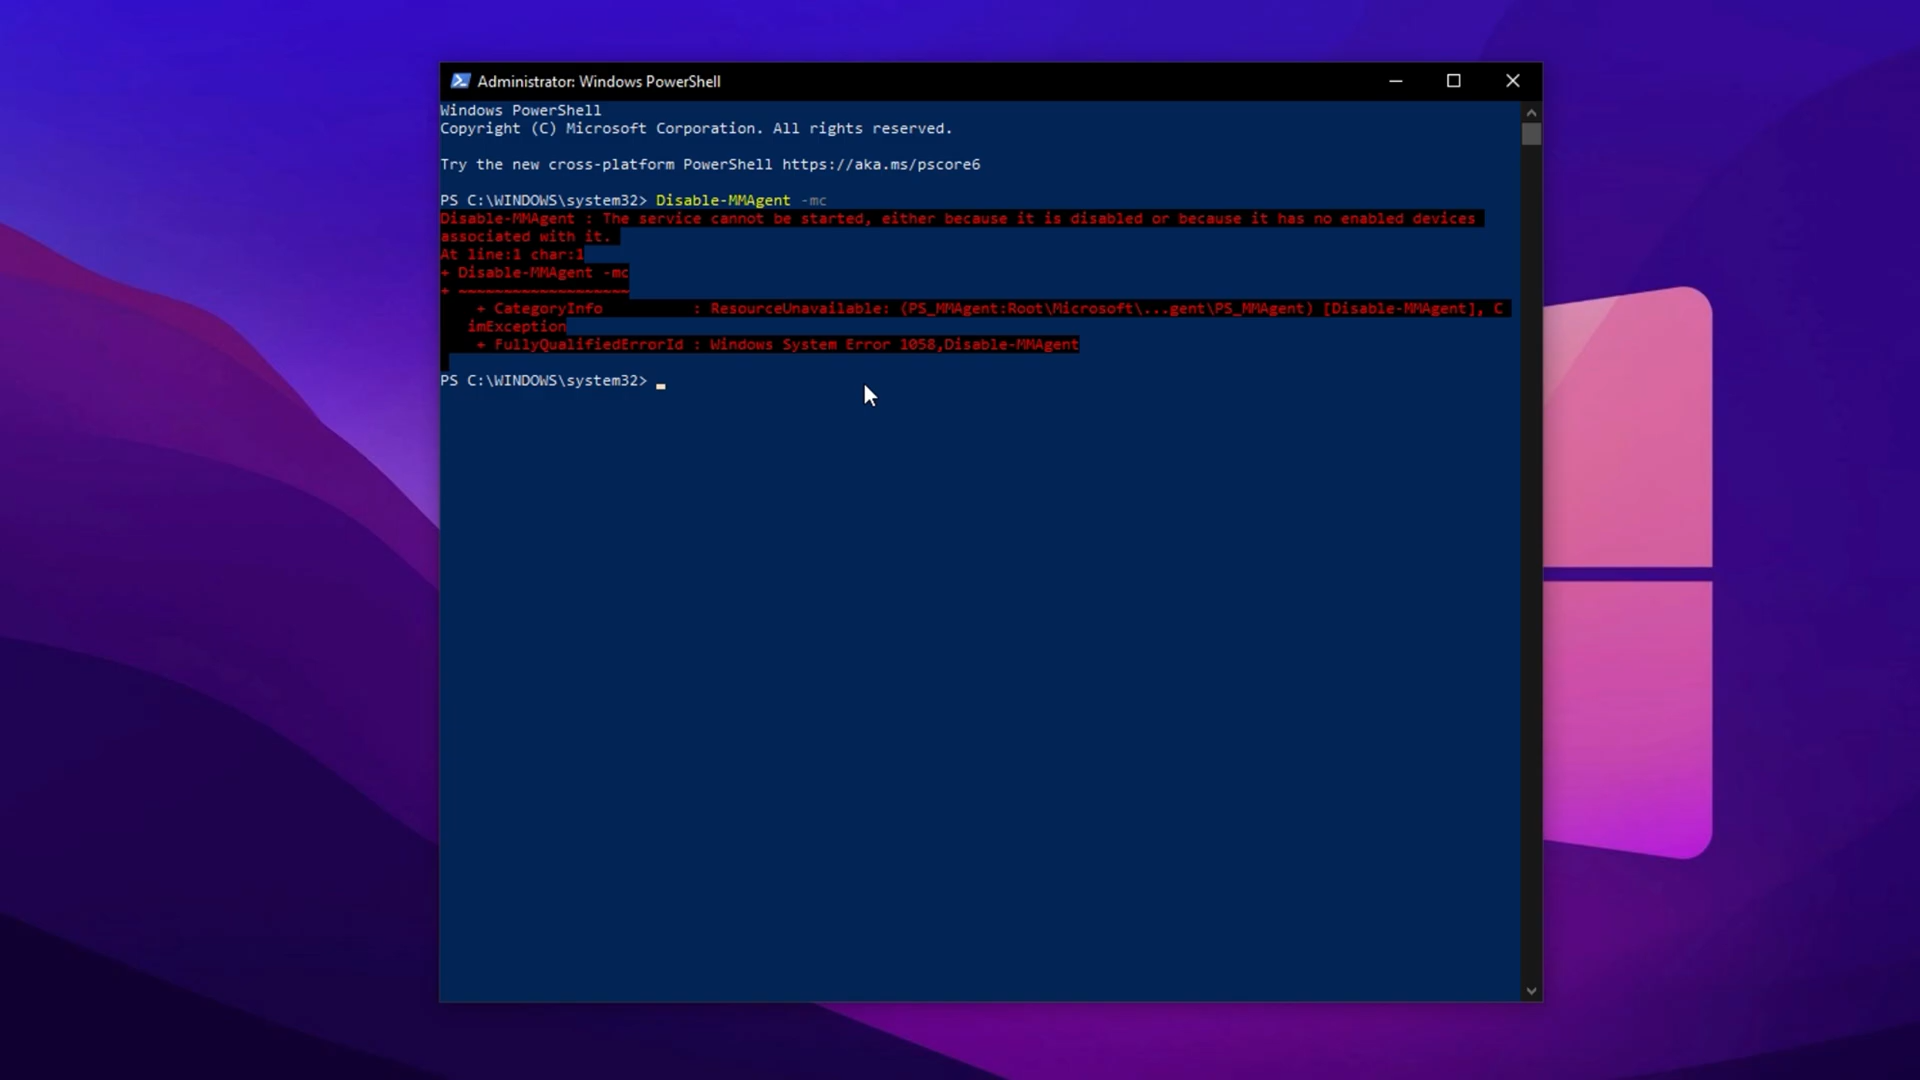 Administrator: Windows PowerShell
Windows PowerShell
Copyright (C) Microsoft Corporation. All rights reserved.
Try the new cross-platform PowerShell https://aka.ms/pscore6
PS C:\WINDOWS\system32> Disable-MMAgent -mc
Disable-MMAgent : The service cannot be started, either because it is disabled or because it has no enabled devices
associated with it.
At line:1 char:1
+ Disable-MMAgent -mc
+ ~~~~~~~~~~~~~~~~~~~
+ CategoryInfo : ResourceUnavailable: (PS_MMAgent:Root\Microsoft\...gent\PS_MMAgent) [Disable-MMAgent], C
imException
+ FullyQualifiedErrorId : Windows System Error 1058,Disable-MMAgent
PS C:\WINDOWS\system32>